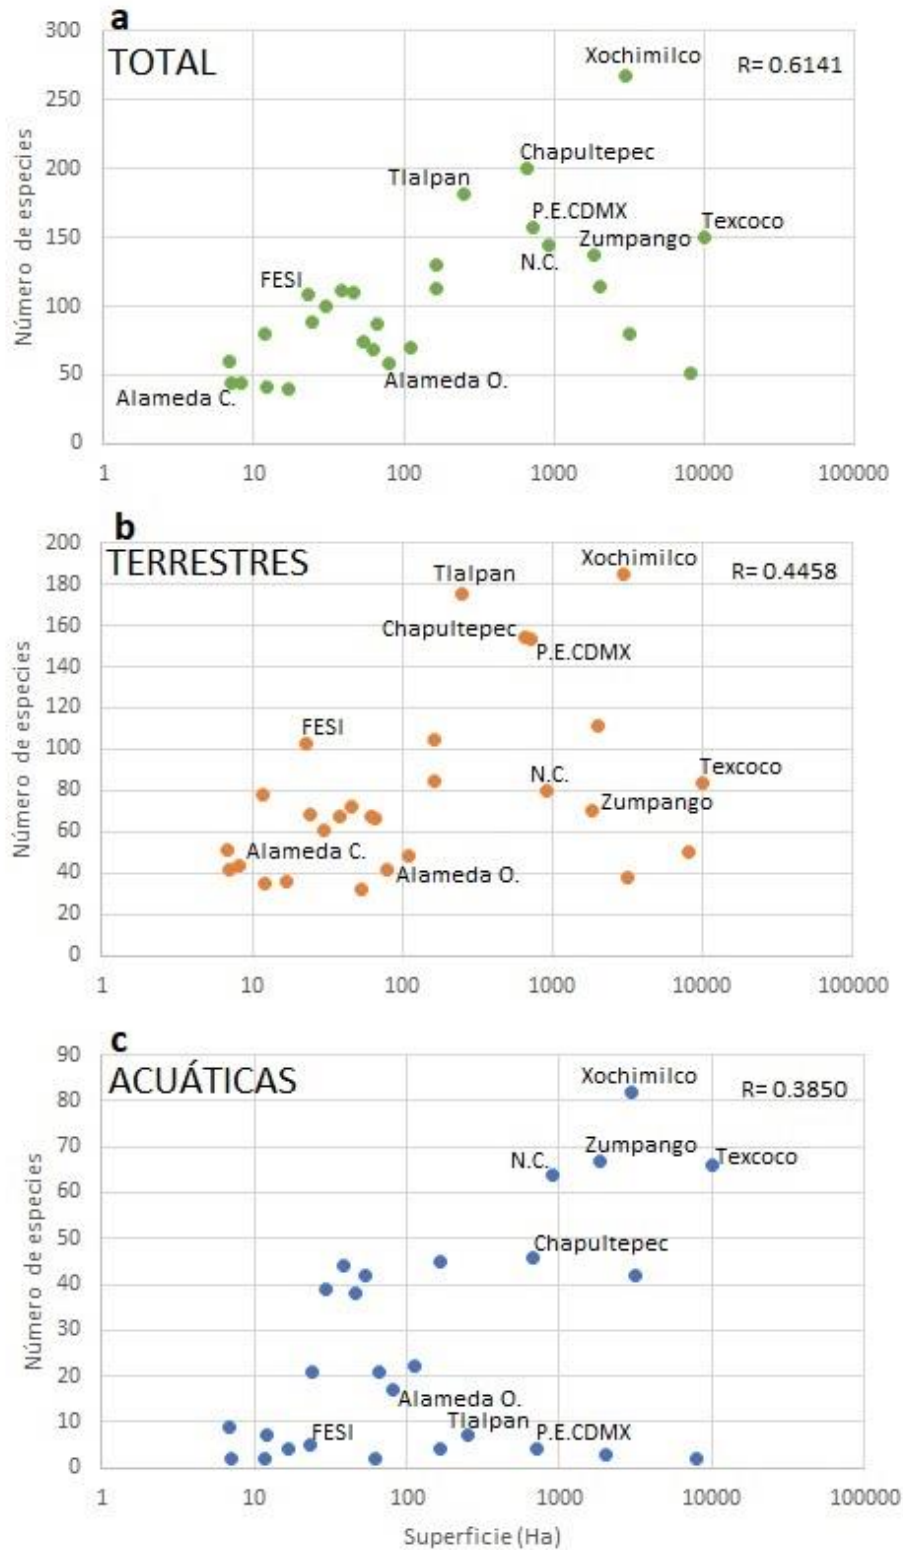 a
300
TOTAL
Xochimilco
R= 0.6141
250
Chapultepec
200
Tlalpan
P.E.CDMX
Texcoco
150
Zumpango
N.C.
FESI
100
50
Alameda O.
Alameda C.
0
1 10 100 1000 10000 100000
Número de especies
b
200
TERRESTRES
Xochimilco
R= 0.4458
180
Tlalpan
160
Chapultepec
P.E.CDMX
140
120
FESI
100
N.C.
Texcoco
80
Zumpango
60
Alameda C.
40
Alameda O.
20
0
1 10 100 1000 10000 100000
Número de especies
c
90
ACUÁTICAS
Xochimilco
R= 0.3850
80
70
Zumpango
N.C.
Texcoco
60
50
Chapultepec
40
30
20
Alameda O.
Tlalpan
10
FESI
P.E.CDMX
0
1 10 100 1000 10000 100000
Número de especies
Superficie (Ha)